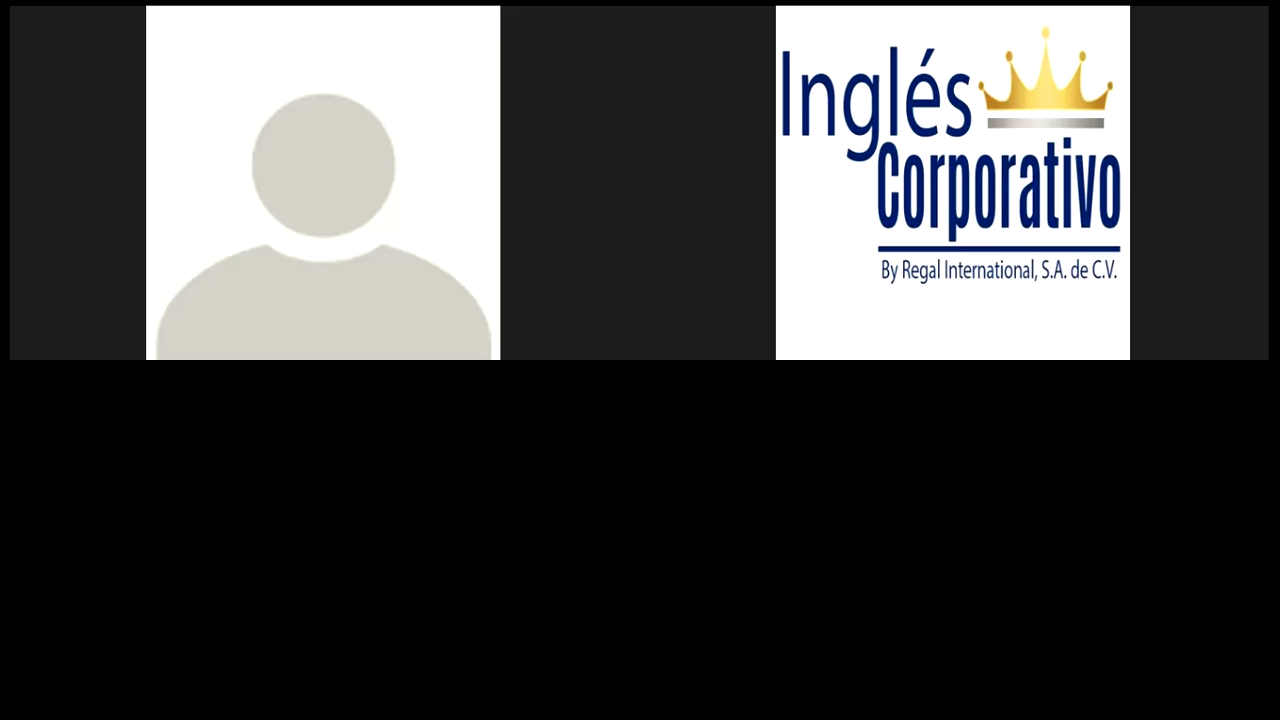 Inglés
Corporativo
By Regal International, S.A. de C.V.